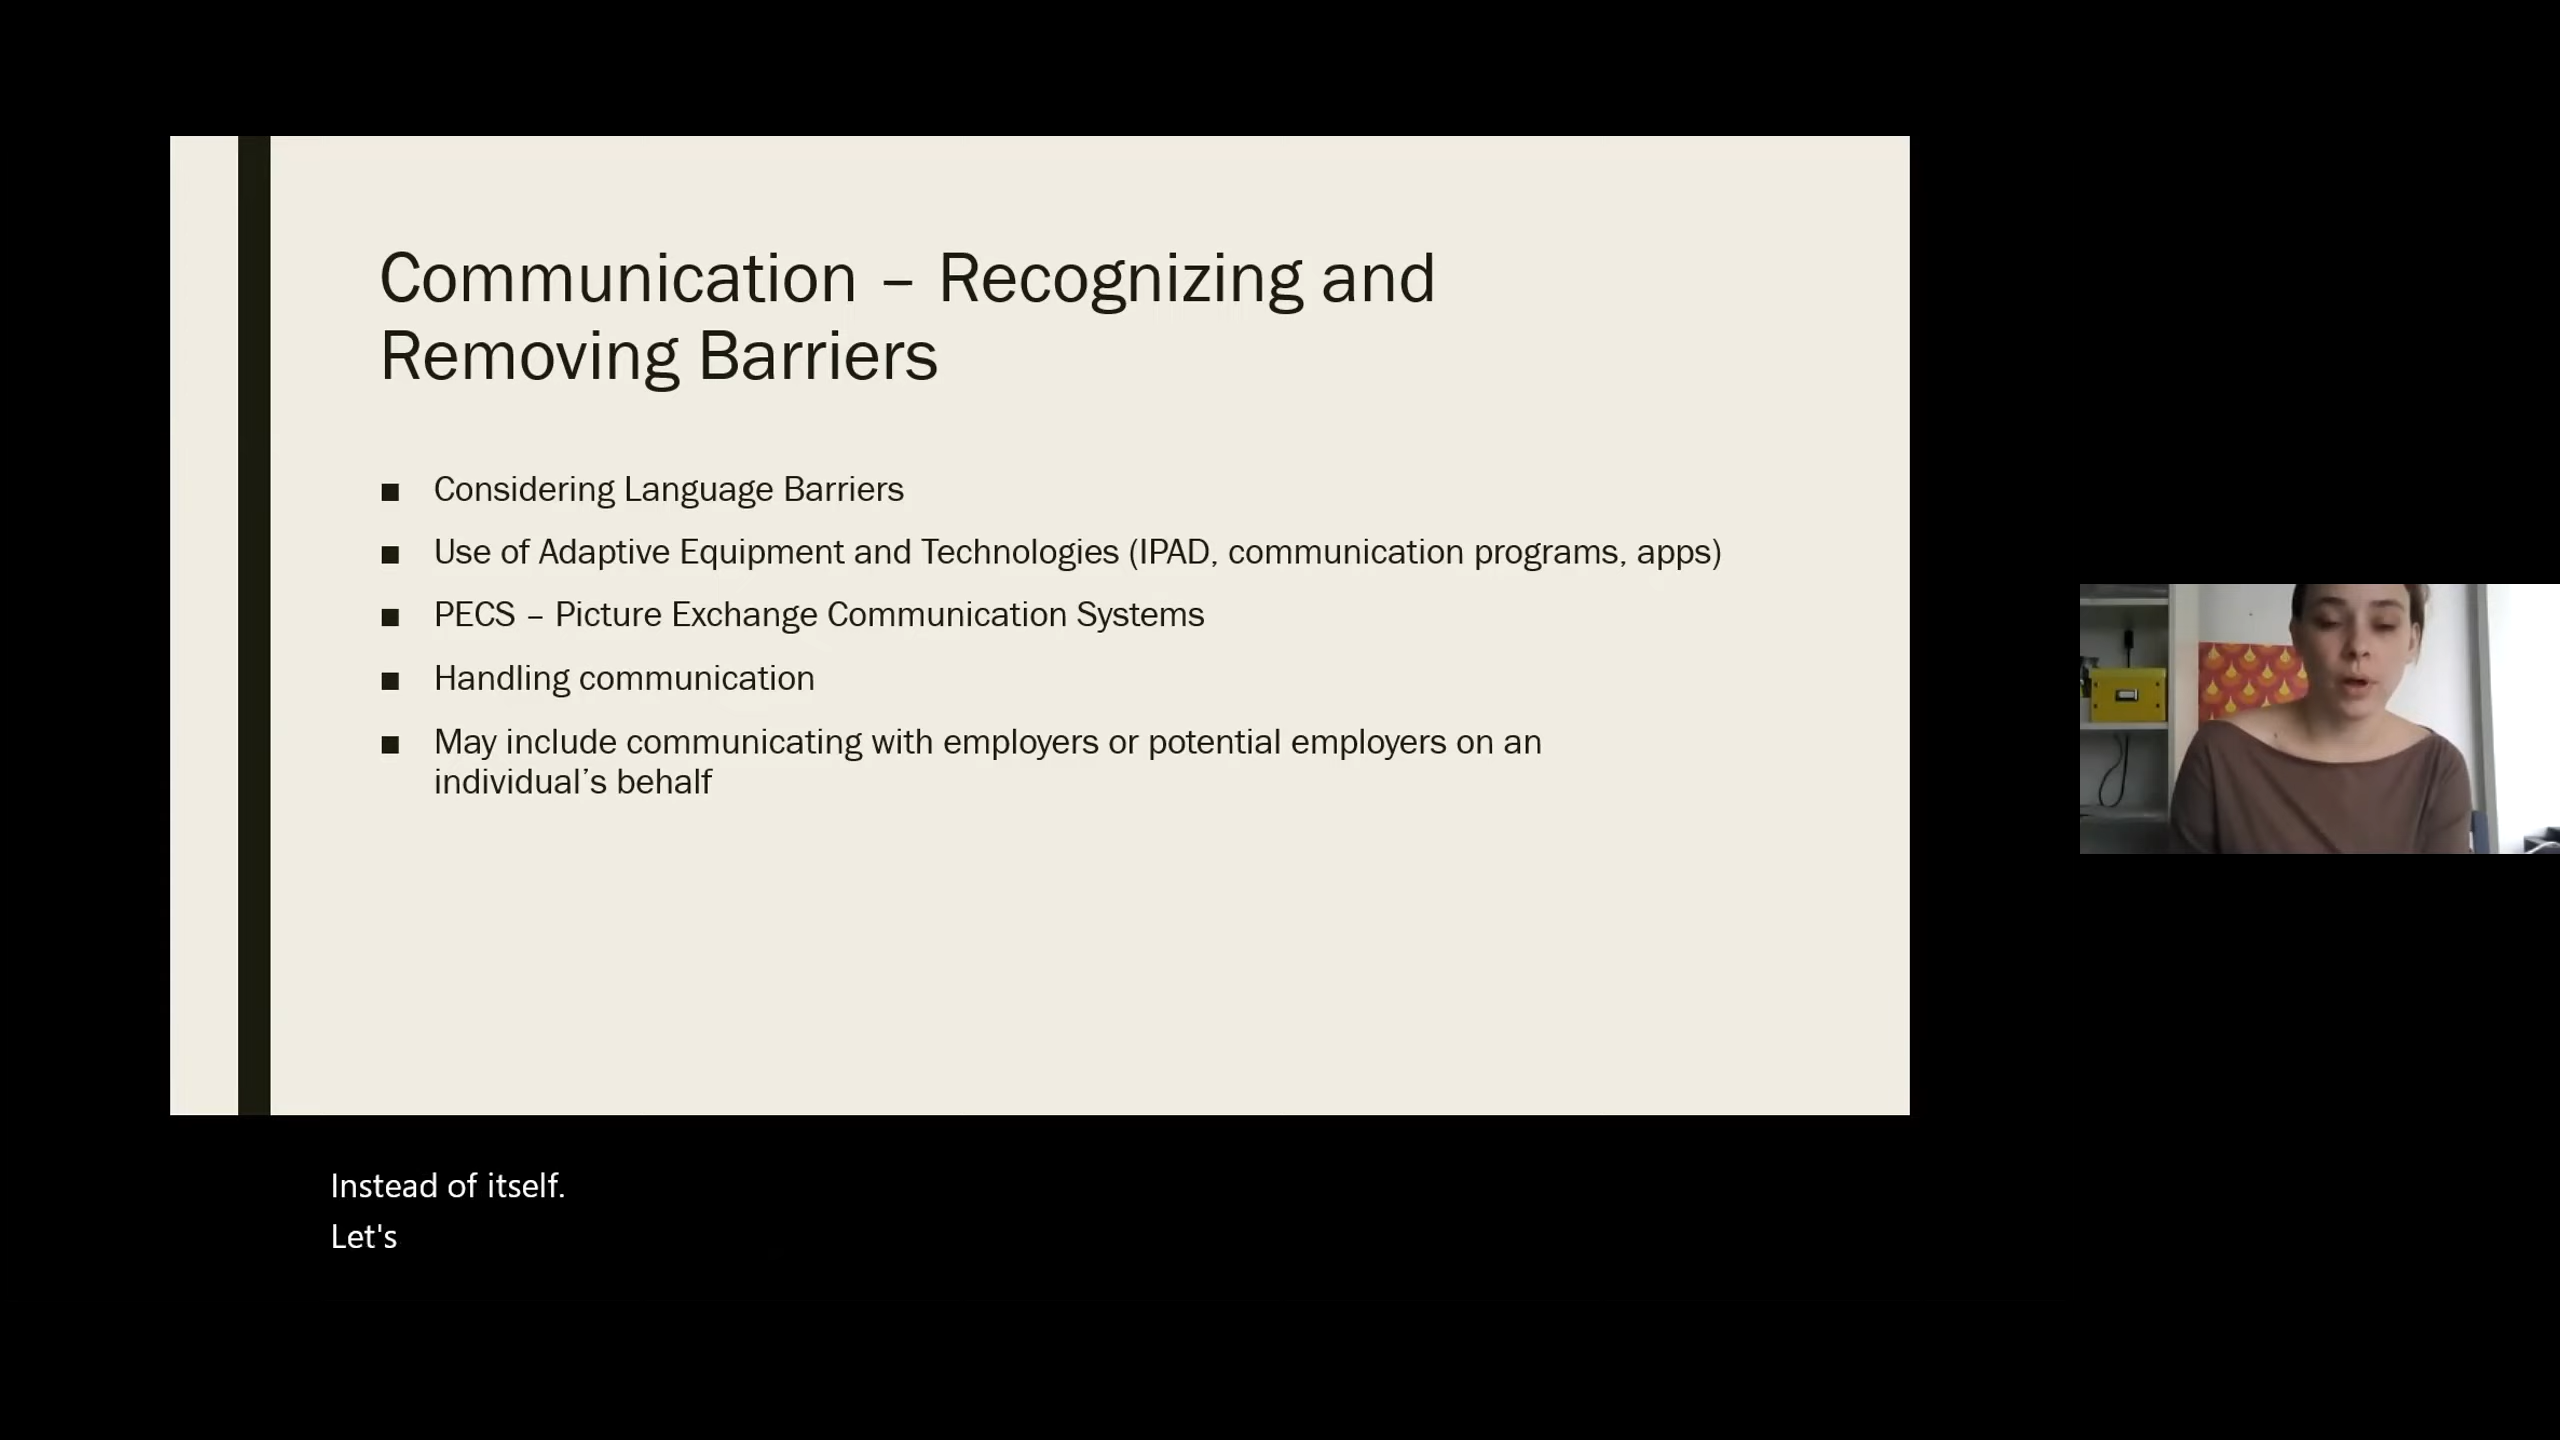 Communication – Recognizing and
Removing Barriers
■ Considering Language Barriers
■ Use of Adaptive Equipment and Technologies (IPAD, communication programs, apps)
■ PECS – Picture Exchange Communication Systems
■ Handling communication
■ May include communicating with employers or potential employers on an
individual’s behalf
Instead of itself.
Let's